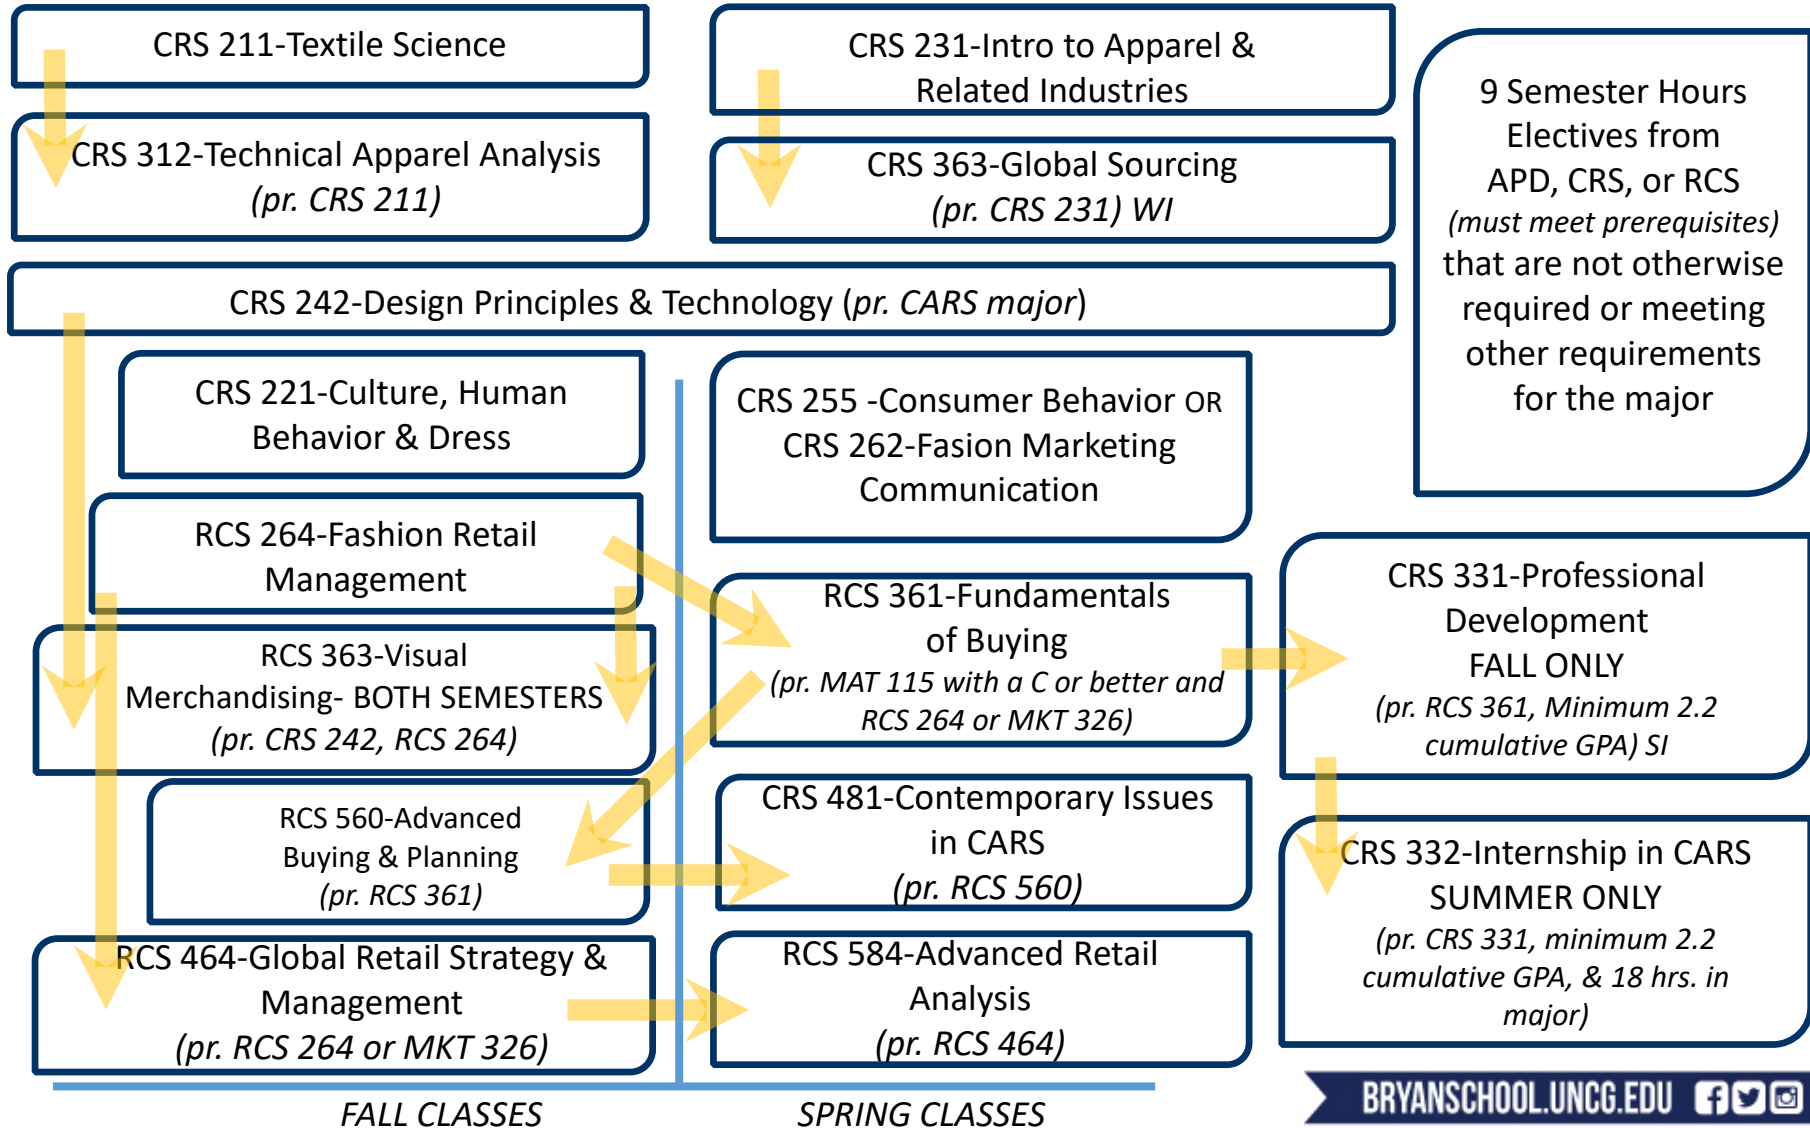 CRS 211-Textile Science
CRS 312-Technical Apparel Analysis
(pr. CRS 211)
CRS 231-Intro to Apparel &
Related Industries
CRS 363-Global Sourcing
(pr. CRS 231) WI
9 Semester Hours
Electives from
APD, CRS, or RCS
(must meet prerequisites)
that are not otherwise
required or meeting
other requirements
for the major
CRS 242-Design Principles & Technology (pr. CARS major)
CRS 221-Culture, Human
Behavior & Dress
RCS 264-Fashion Retail
Management
RCS 363-Visual
Merchandising- BOTH SEMESTERS
(pr. CRS 242, RCS 264)
RCS 560-Advanced
Buying & Planning
(pr. RCS 361)
RCS 464-Global Retail Strategy &
Management
(pr. RCS 264 or MKT 326)
CRS 255 -Consumer Behavior OR
CRS 262-Fasion Marketing
Communication
RCS 361-Fundamentals
of Buying
(pr. MAT 115 with a C or better and
RCS 264 or MKT 326)
CRS 481-Contemporary Issues
in CARS
(pr. RCS 560)
RCS 584-Advanced Retail
Analysis
(pr. RCS 464)
CRS 331-Professional
Development
FALL ONLY
(pr. RCS 361, Minimum 2.2
cumulative GPA) SI
CRS 332-Internship in CARS
SUMMER ONLY
(pr. CRS 331, minimum 2.2
cumulative GPA, & 18 hrs. in
major)
FALL CLASSES
SPRING CLASSES
BRYANSCHOOL.UNCG.EDU